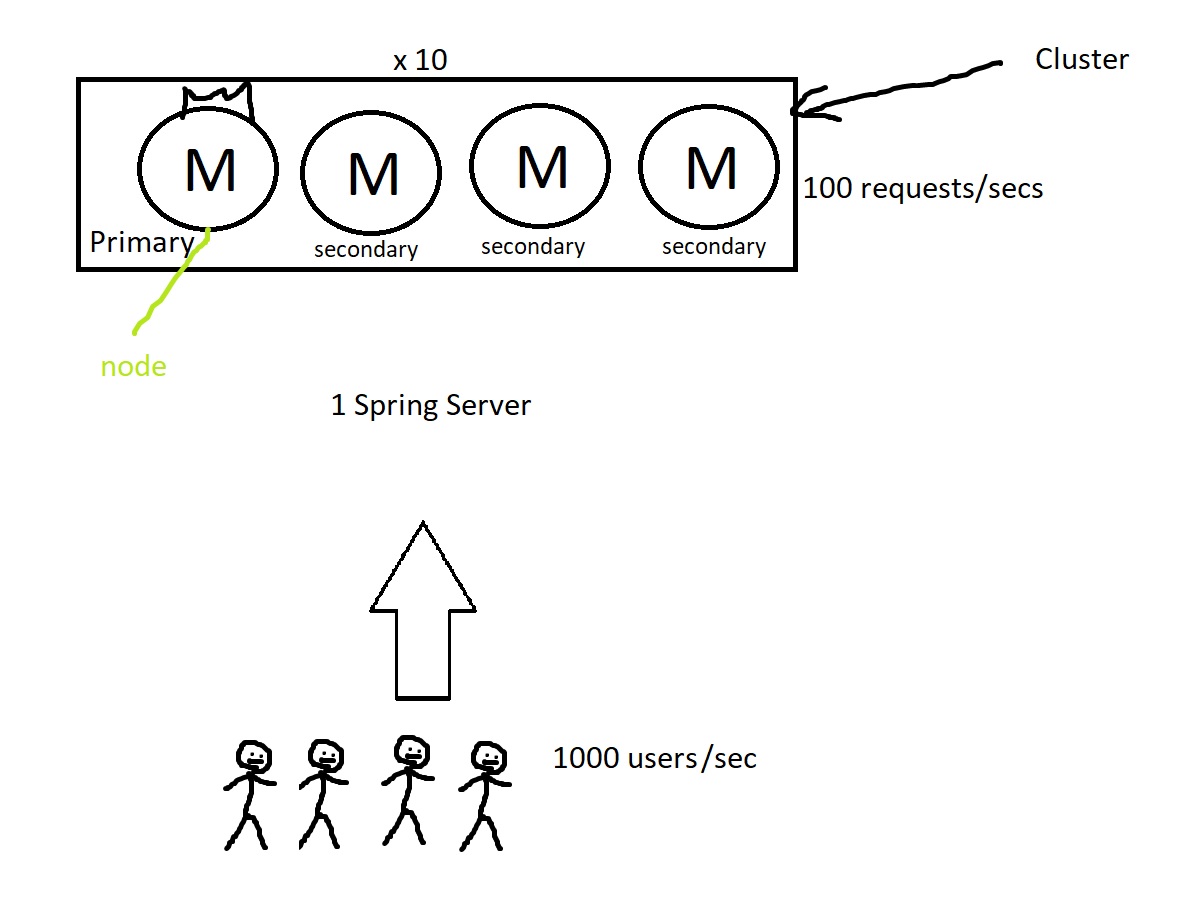 x 10
Cluster
M
M
M
M
100 requests/secs
Primary
secondary
secondary
secondary
node
1 Spring Server
1000 users/sec